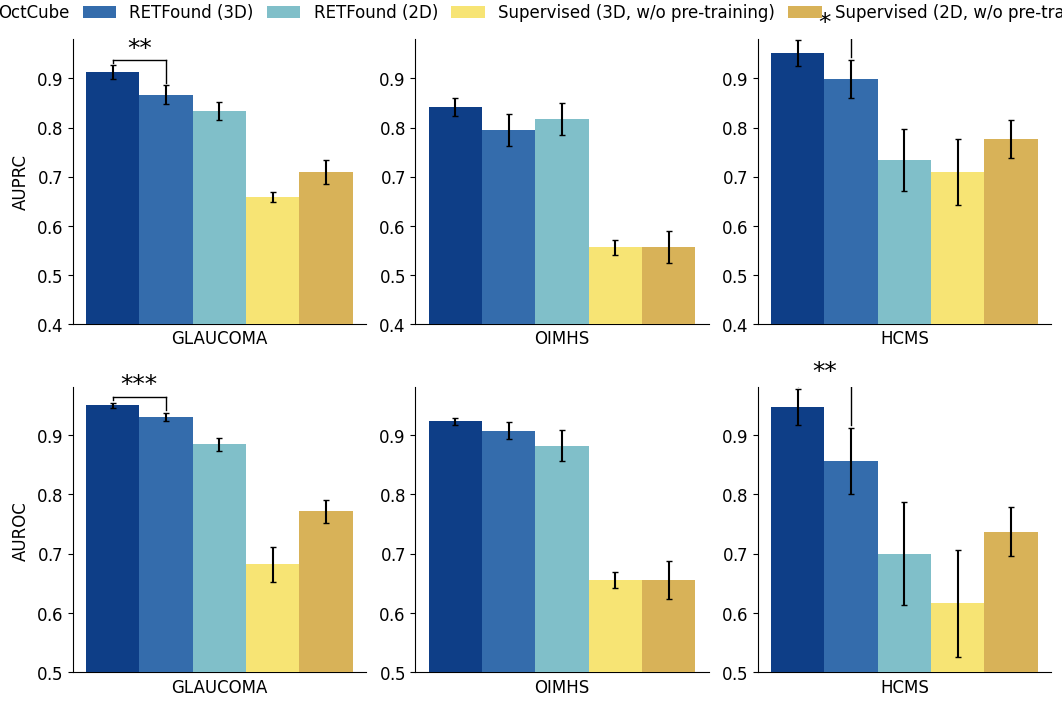 OctCube RETFound (3D) RETFound (2D) Supervised (3D, w/o pre-training) Supervised (2D, w/o pre-tra
** *
0.9 0.9 0.9
0.8 0.8 0.8
AUPRC
0.7 0.7 0.7
0.6 0.6 0.6
0.5 0.5 0.5
0.4 0.4 0.4
GLAUCOMA OIMHS HCMS
*** **
0.9 0.9 0.9
0.8 0.8 0.8
AUROC
0.7 0.7 0.7
0.6 0.6 0.6
0.5 0.5 0.5
GLAUCOMA OIMHS HCMS